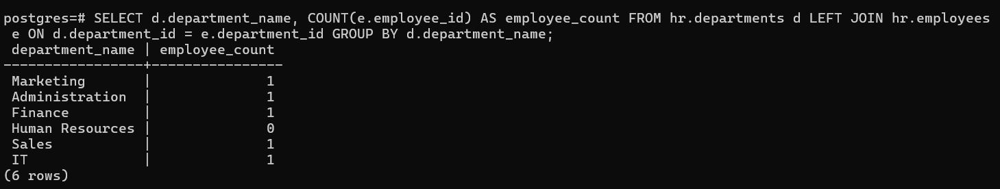 postgres=# SELECT d.department_name, COUNT(e.employee_id) AS employee_count FROM hr.departments d LEFT JOIN hr.employees
 e ON d.department_id = e.department_id GROUP BY d.department_name;
 department_name | employee_count
-----------------+----------------
 Marketing       |              1
 Administration  |              1
 Finance         |              1
 Human Resources |              0
 Sales           |              1
 IT              |              1
(6 rows)